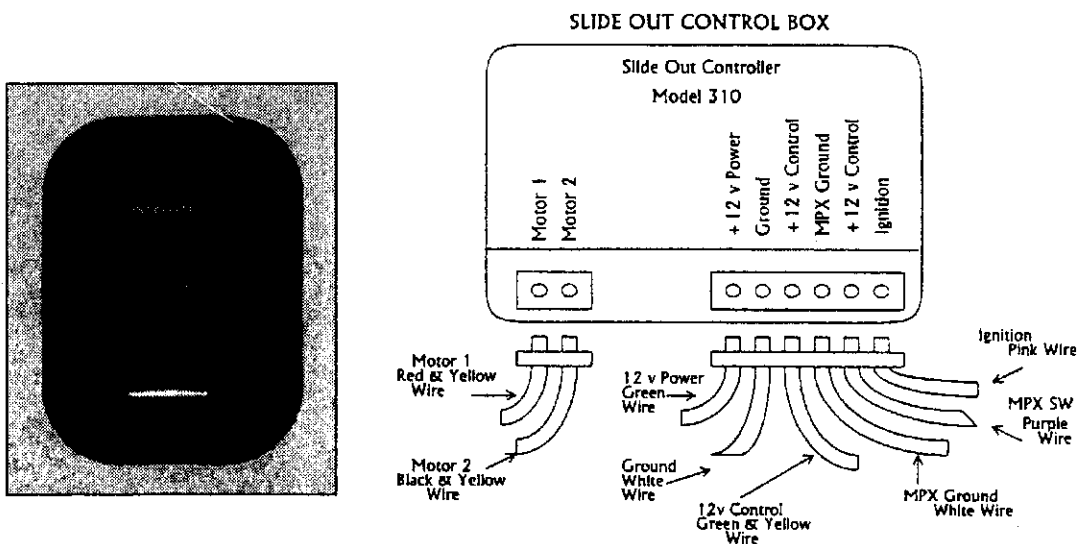 SLIDE OUT CONTROL BOX
Slide Out Controller
Model 310
Motor 1
Motor 2
+ 12 v Power
Ground
+ 12 v Control
MPX Ground
+ 12 v Control
Ignition
Motor 1
Red & Yellow
Wire
Motor 2
Black & Yellow
Wire
12 v Power
Green
Wire
Ground
White
Wire
12v Control
Green & Yellow
Wire
Ignition
Pink Wire
MPX SW
Purple
Wire
MPX Ground
White Wire